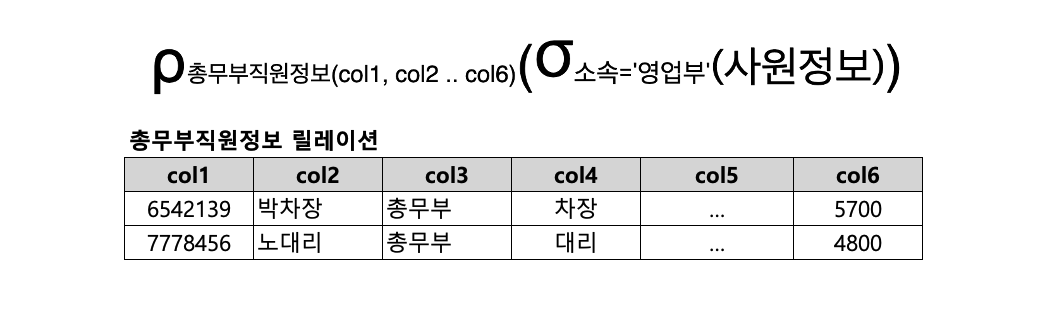 ρ총무부직원정보(col1, col2 .. col6)(σ소속='영업부'(사원정보))
총무부직원정보 릴레이션
col1 col2 col3 col4 col5 col6
6542139 박차장 총무부 차장 ... 5700
7778456 노대리 총무부 대리 ... 4800